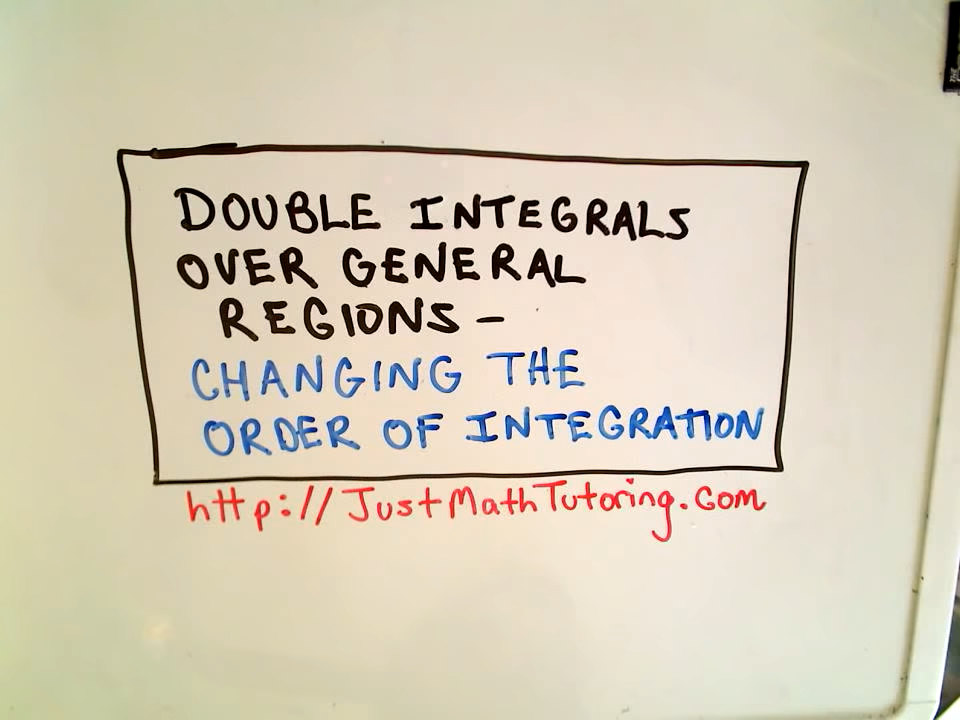 DOUBLE INTEGRALS
OVER GENERAL
REGIONS -
CHANGING THE
ORDER OF INTEGRATION
http://JustMathTutoring.com